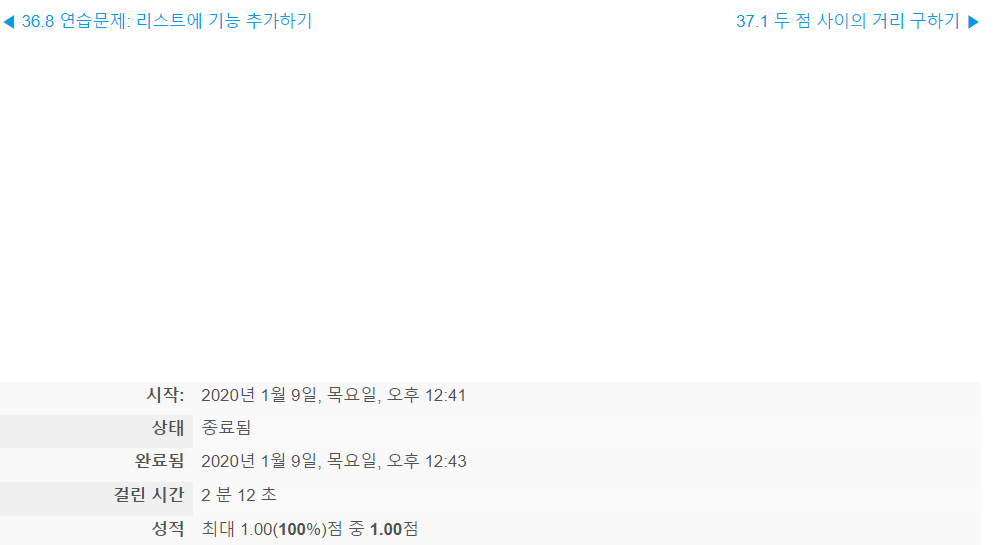 ◀ 36.8 연습문제: 리스트에 기능 추가하기
37.1 두 점 사이의 거리 구하기 ▶
시작: 2020년 1월 9일, 목요일, 오후 12:41
상태 종료됨
완료됨 2020년 1월 9일, 목요일, 오후 12:43
걸린 시간 2 분 12 초
성적 최대 1.00(100%)점 중 1.00점